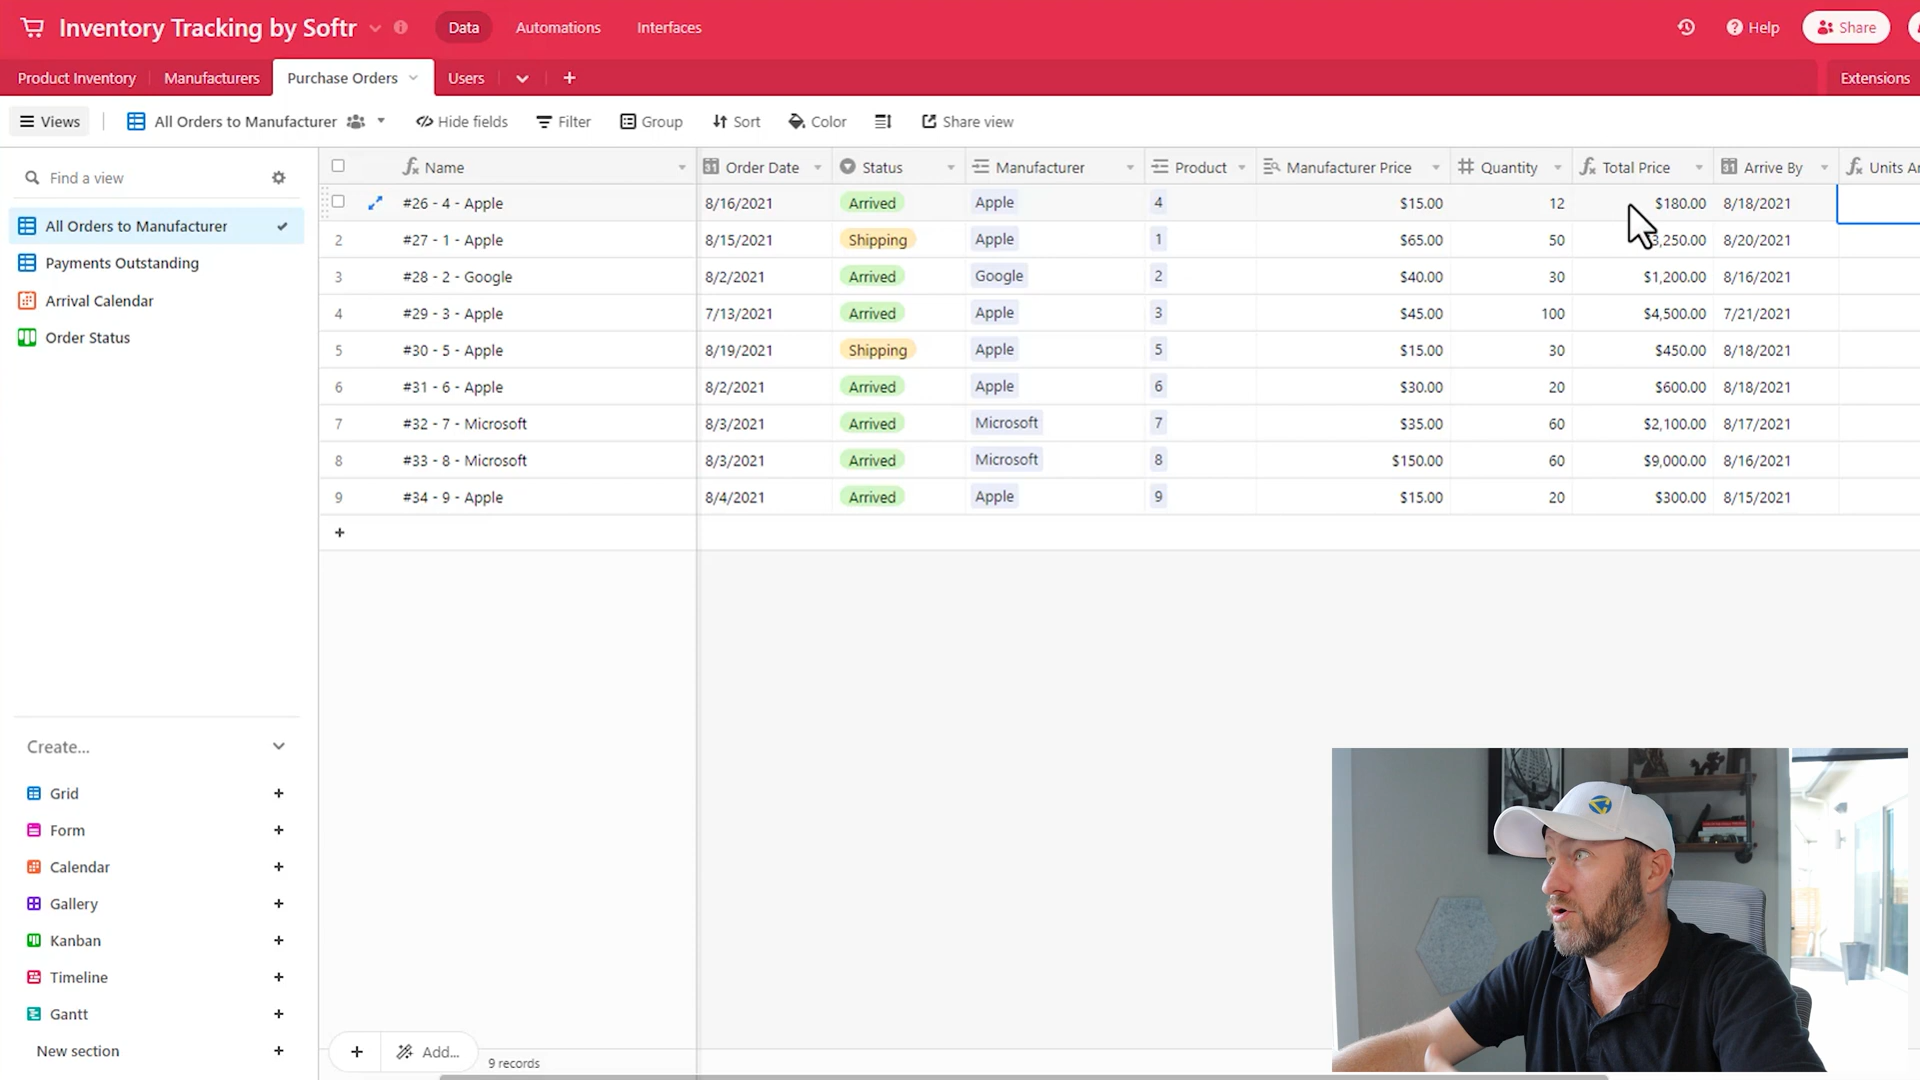 Inventory Tracking by Softr
Data
Automations
Interfaces
Help
Share
Product Inventory
Manufacturers
Purchase Orders
Users
Extensions
Views
All Orders to Manufacturer
Hide fields
Filter
Group
Sort
Color
Share view
Find a view
All Orders to Manufacturer
Payments Outstanding
Arrival Calendar
Order Status
Name Order Date Status Manufacturer Product Manufacturer Price Quantity Total Price Arrive By Units
#26 - 4 - Apple 8/16/2021 Arrived Apple 4 $15.00 12 $180.00 8/18/2021
2 #27 - 1 - Apple 8/15/2021 Shipping Apple 1 $65.00 50 3,250.00 8/20/2021
3 #28 - 2 - Google 8/2/2021 Arrived Google 2 $40.00 30 $1,200.00 8/16/2021
4 #29 - 3 - Apple 7/13/2021 Arrived Apple 3 $45.00 100 $4,500.00 7/21/2021
5 #30 - 5 - Apple 8/19/2021 Shipping Apple 5 $15.00 30 $450.00 8/18/2021
6 #31 - 6 - Apple 8/2/2021 Arrived Apple 6 $30.00 20 $600.00 8/18/2021
7 #32 - 7 - Microsoft 8/3/2021 Arrived Microsoft 7 $35.00 60 $2,100.00 8/17/2021
8 #33 - 8 - Microsoft 8/3/2021 Arrived Microsoft 8 $150.00 60 $9,000.00 8/16/2021
9 #34 - 9 - Apple 8/4/2021 Arrived Apple 9 $15.00 20 $300.00 8/15/2021
Create...
Grid
Form
Calendar
Gallery
Kanban
Timeline
Gantt
New section
Add...
9 records